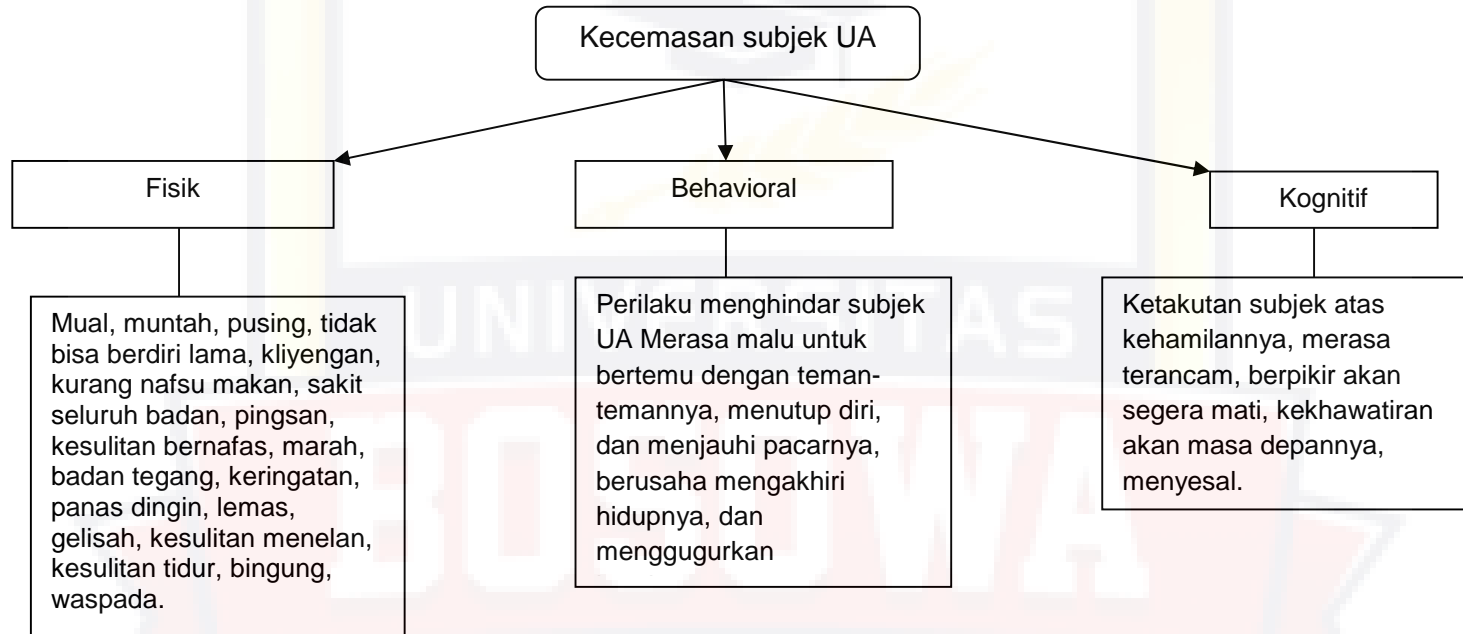 Kecemasan subjek UA
Fisik
Behavioral
Kognitif
Mual, muntah, pusing, tidak
bisa berdiri lama, kliyengan,
kurang nafsu makan, sakit
seluruh badan, pingsan,
kesulitan bernafas, marah,
badan tegang, keringatan,
panas dingin, lemas,
gelisah, kesulitan menelan,
kesulitan tidur, bingung,
waspada.
Perilaku menghindar subjek
UA Merasa malu untuk
bertemu dengan teman-
temannya, menutup diri,
dan menjauhi pacarnya,
berusaha mengakhiri
hidupnya, dan
menggugurkan
Ketakutan subjek atas
kehamilannya, merasa
terancam, berpikir akan
segera mati, kekhawatiran
akan masa depannya,
menyesal.
UNIVERSITAS
BOSOWA